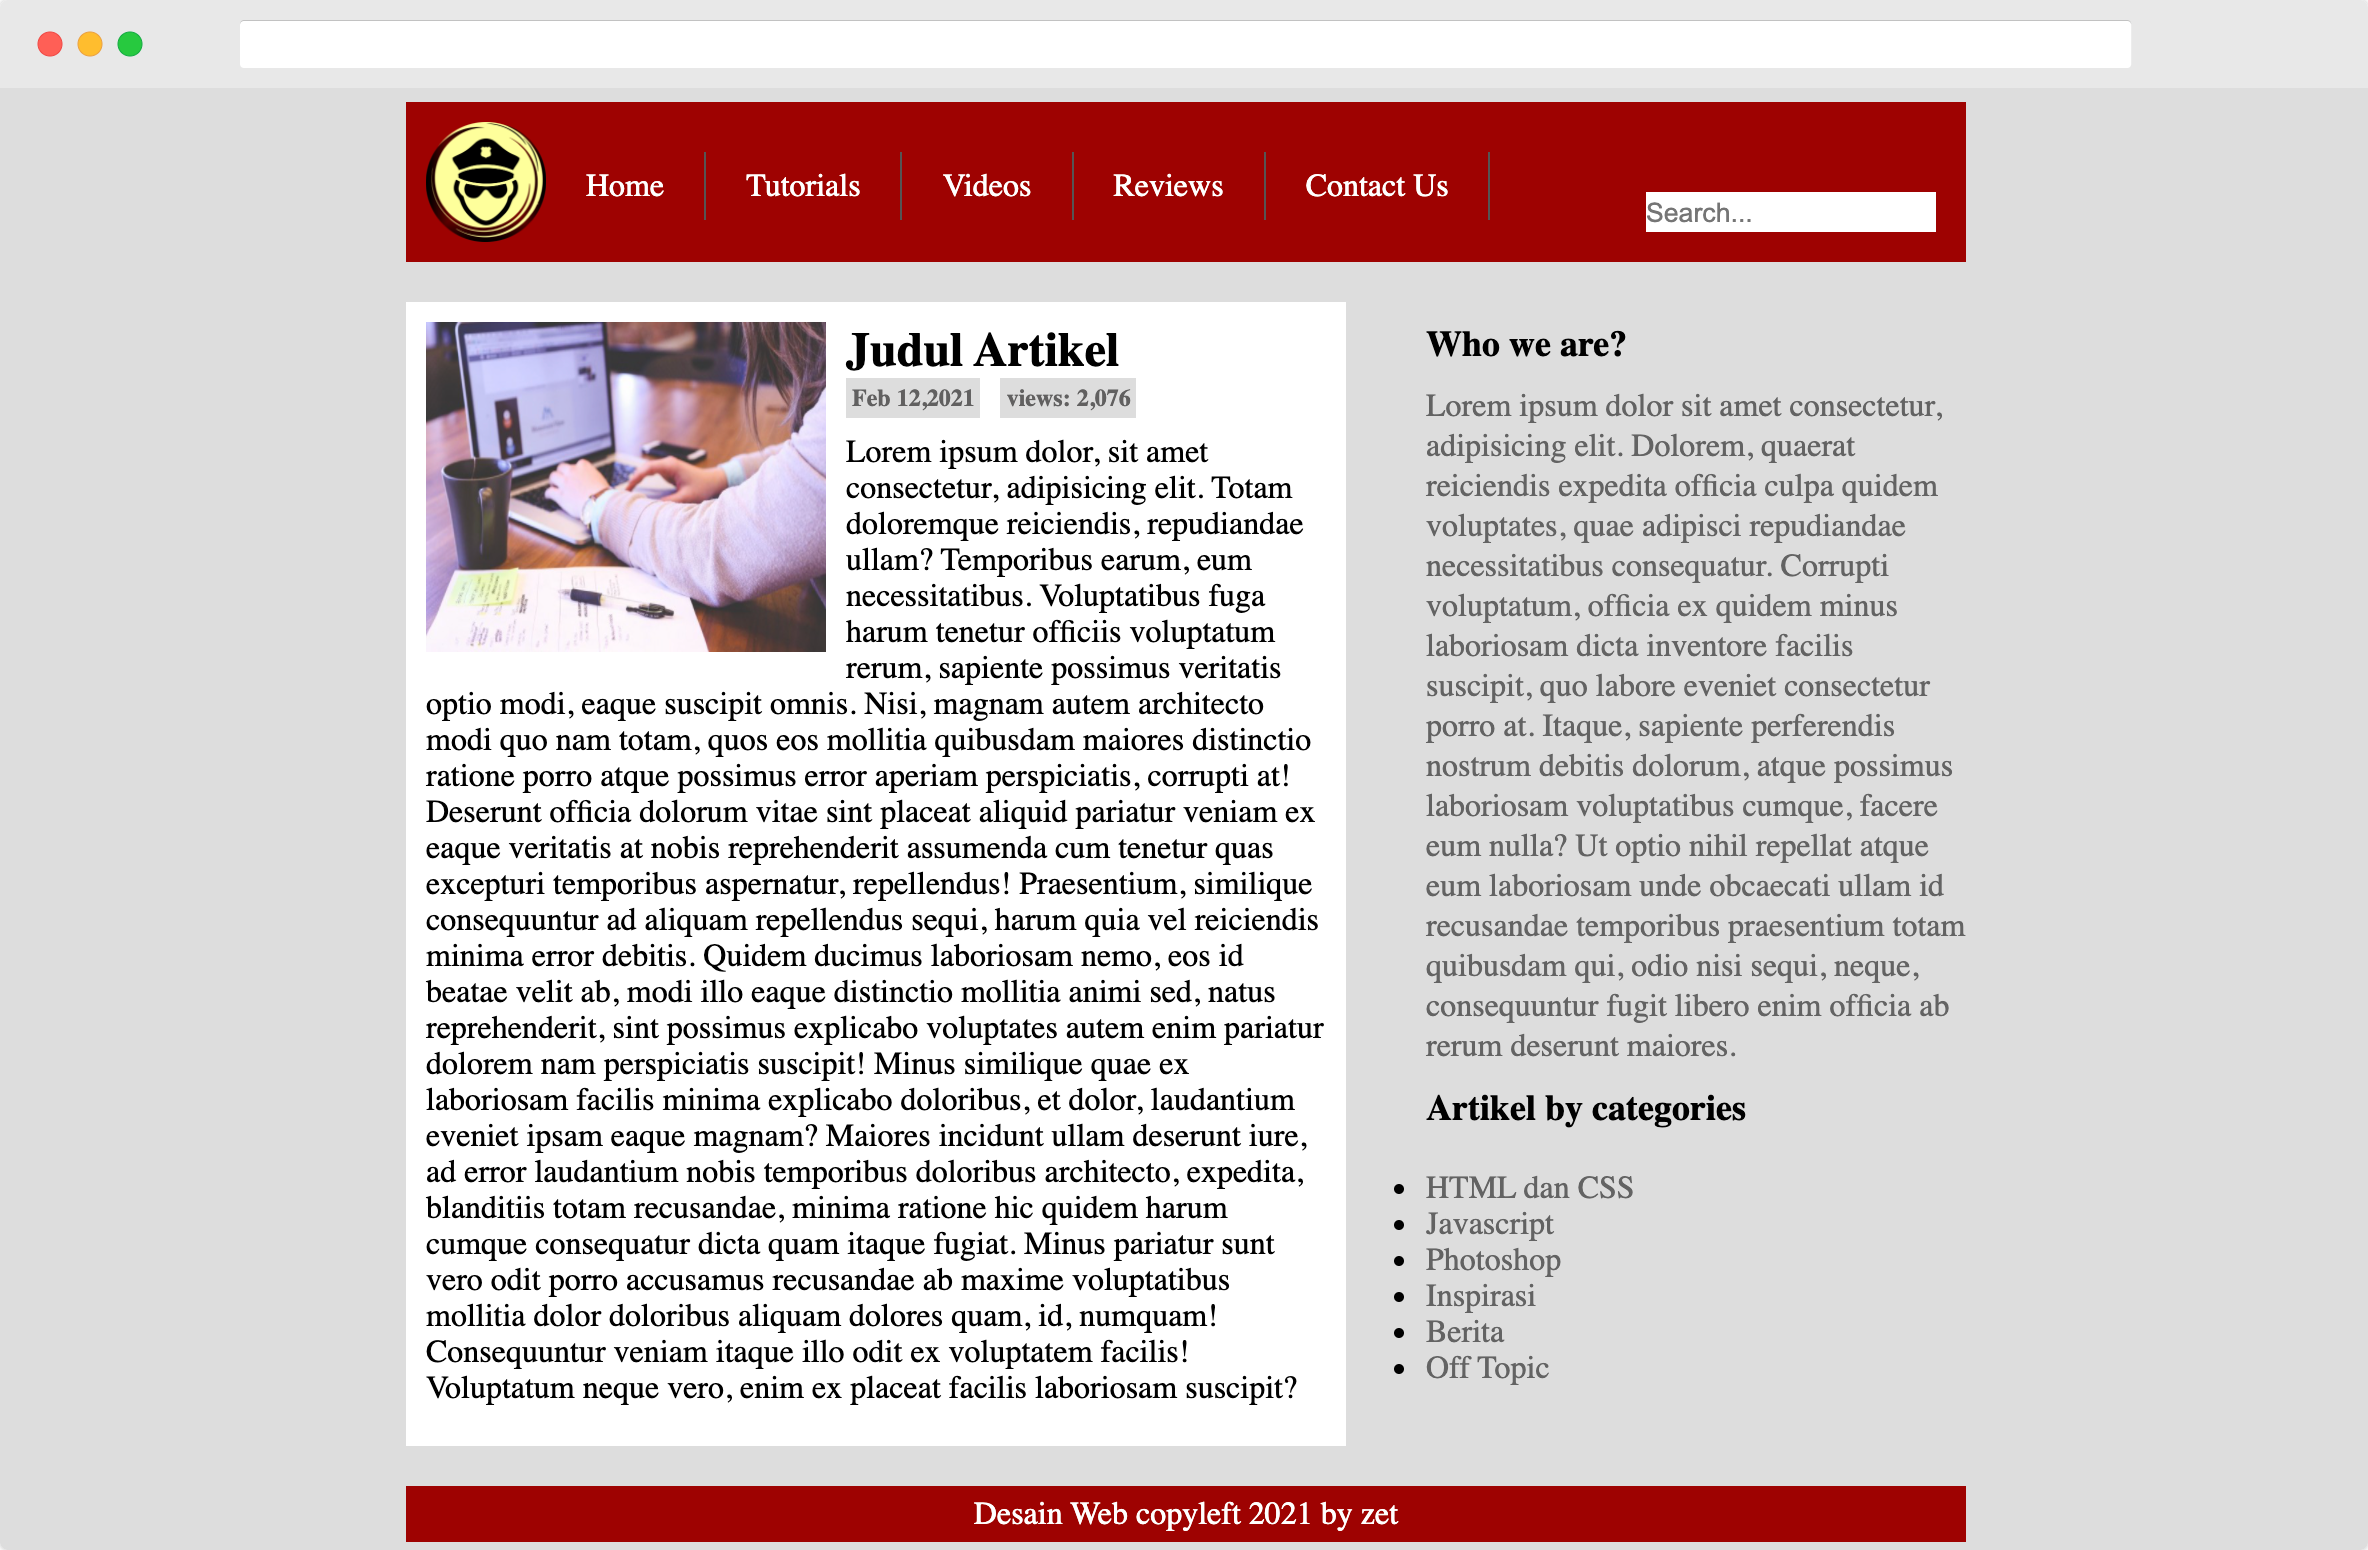 Home
Tutorials
Videos
Reviews
Contact Us
Search...
Judul Artikel
Feb 12,2021
views: 2,076
Lorem ipsum dolor, sit amet
consectetur, adipisicing elit. Totam
doloremque reiciendis, repudiandae
ullam? Temporibus earum, eum
necessitatibus. Voluptatibus fuga
harum tenetur officiis voluptatum
rerum, sapiente possimus veritatis
optio modi, eaque suscipit omnis. Nisi, magnam autem architecto
modi quo nam totam, quos eos mollitia quibusdam maiores distinctio
ratione porro atque possimus error aperiam perspiciatis, corrupti at!
Deserunt officia dolorum vitae sint placeat aliquid pariatur veniam ex
eaque veritatis at nobis reprehenderit assumenda cum tenetur quas
excepturi temporibus aspernatur, repellendus! Praesentium, similique
consequuntur ad aliquam repellendus sequi, harum quia vel reiciendis
minima error debitis. Quidem ducimus laboriosam nemo, eos id
beatae velit ab, modi illo eaque distinctio mollitia animi sed, natus
reprehenderit, sint possimus explicabo voluptates autem enim pariatur
dolorem nam perspiciatis suscipit! Minus similique quae ex
laboriosam facilis minima explicabo doloribus, et dolor, laudantium
eveniet ipsam eaque magnam? Maiores incidunt ullam deserunt iure,
ad error laudantium nobis temporibus doloribus architecto, expedita,
blanditiis totam recusandae, minima ratione hic quidem harum
cumque consequatur dicta quam itaque fugiat. Minus pariatur sunt
vero odit porro accusamus recusandae ab maxime voluptatibus
mollitia dolor doloribus aliquam dolores quam, id, numquam!
Consequuntur veniam itaque illo odit ex voluptatem facilis!
Voluptatum neque vero, enim ex placeat facilis laboriosam suscipit?
Who we are?
Lorem ipsum dolor sit amet consectetur,
adipisicing elit. Dolorem, quaerat
reiciendis expedita officia culpa quidem
voluptates, quae adipisci repudiandae
necessitatibus consequatur. Corrupti
voluptatum, officia ex quidem minus
laboriosam dicta inventore facilis
suscipit, quo labore eveniet consectetur
porro at. Itaque, sapiente perferendis
nostrum debitis dolorum, atque possimus
laboriosam voluptatibus cumque, facere
eum nulla? Ut optio nihil repellat atque
eum laboriosam unde obcaecati ullam id
recusandae temporibus praesentium totam
quibusdam qui, odio nisi sequi, neque,
consequuntur fugit libero enim officia ab
rerum deserunt maiores.
Artikel by categories
HTML dan CSS
Javascript
Photoshop
Inspirasi
Berita
Off Topic
Desain Web copyleft 2021 by zet